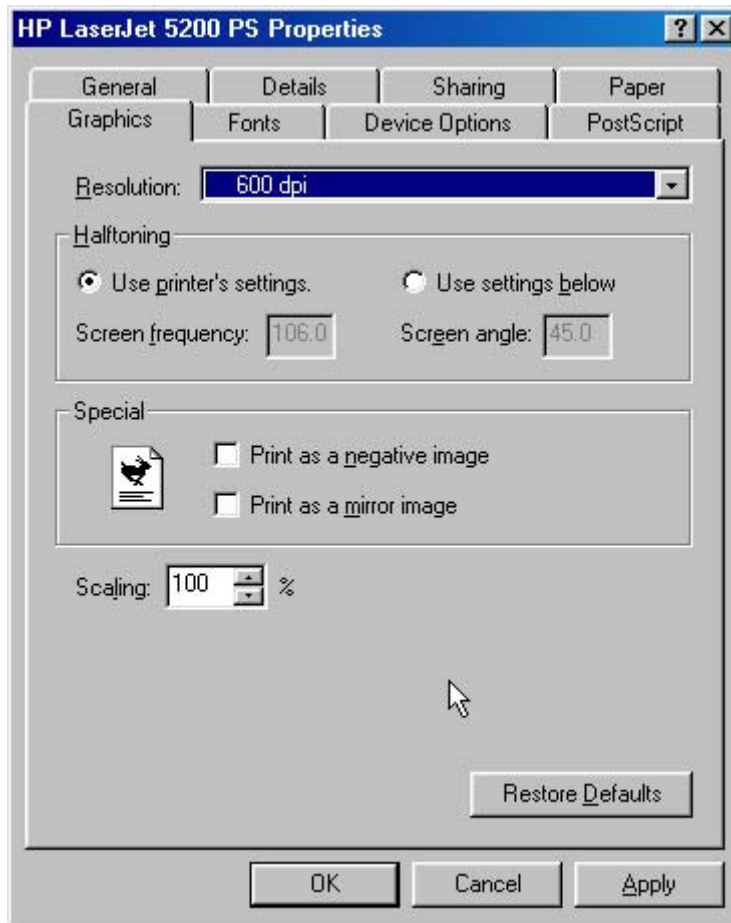 HP LaserJet 5200 PS Properties
General Details Sharing Paper
Graphics Fonts Device Options PostScript
Resolution: 600 dpi
Halftoning
Use printer's settings. Use settings below
Screen frequency: 106.0 Screen angle: 45.0
Special
Print as a negative image
Print as a mirror image
Scaling: 100 %
Restore Defaults
OK Cancel Apply